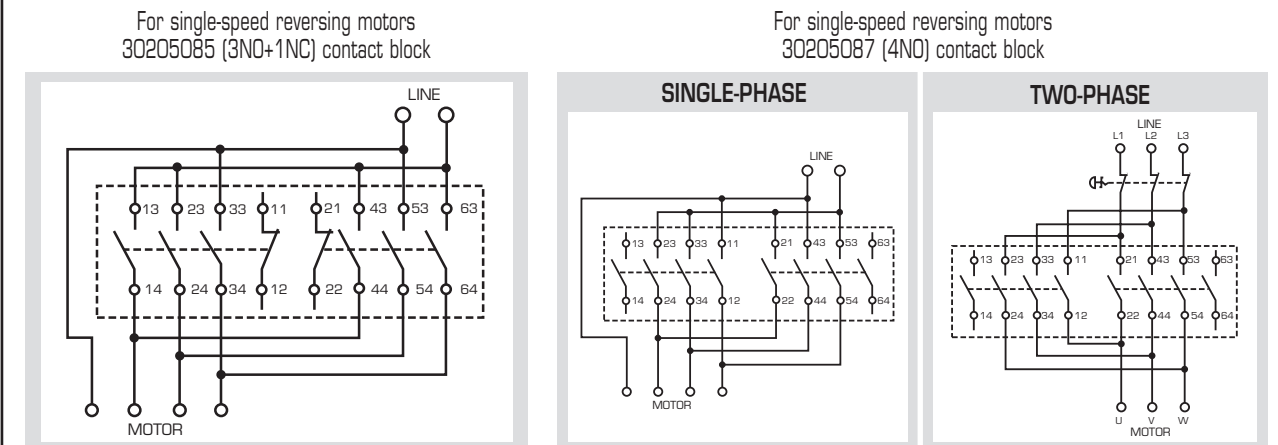 For single-speed reversing motors
30205085 (3NO+1NC) contact block
LINE
13 23 33 11 21 43 53 63
14 24 34 12 22 44 54 64
MOTOR
For single-speed reversing motors
30205087 (4NO) contact block
SINGLE-PHASE
LINE
13 23 33 11 21 43 53 63
14 24 34 12 22 44 54 64
MOTOR
TWO-PHASE
LINE
L1 L2 L3
13 23 33 11 21 43 53 63
14 24 34 12 22 44 54 64
U V W
MOTOR